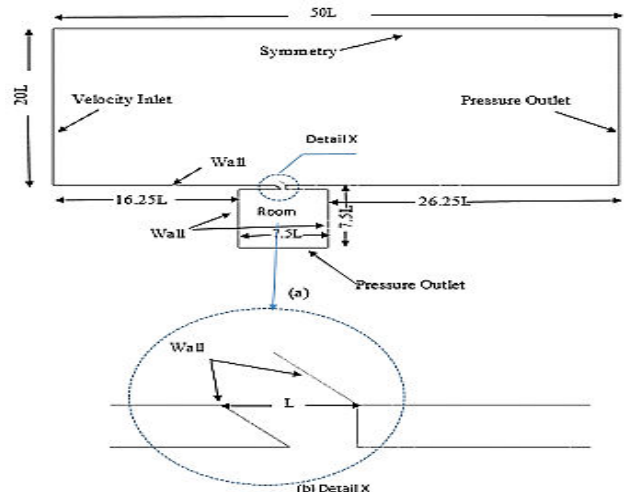 50L
Symmetry
20L
Velocity Inlet
Pressure Outlet
Detail X
Wall
16.25L
26.25L
Room
7.5L
Wall
7.5L
Pressure Outlet
(a)
Wall
L
(b) Detail X